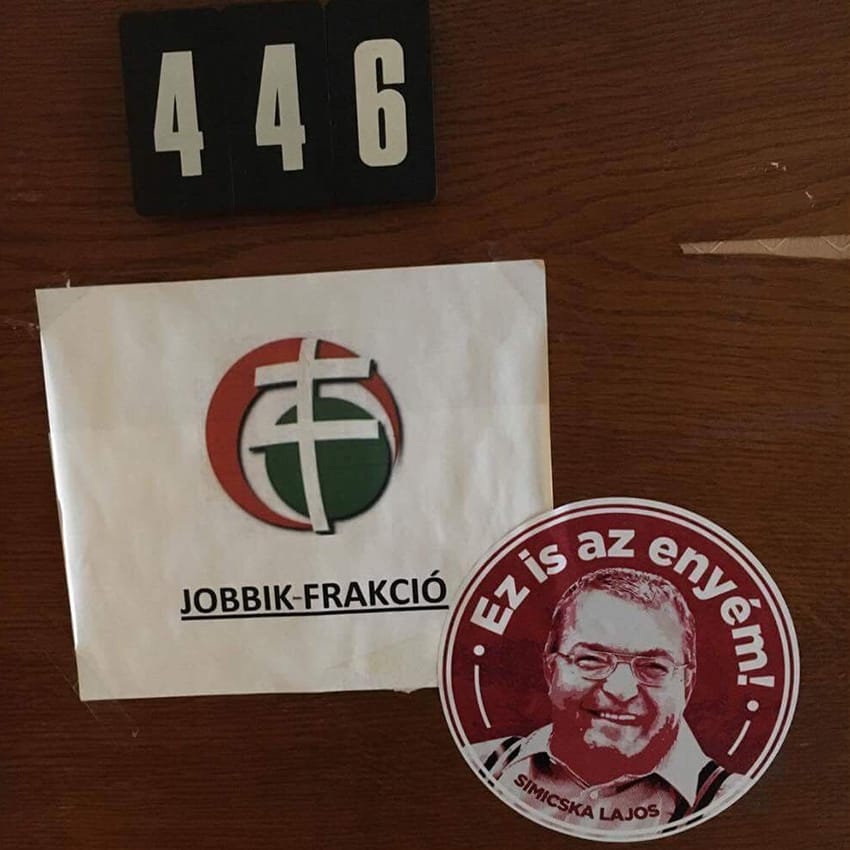 446
JOBBIK-FRAKCIÓ
Ez is az enyém!
SIMICSKA LAJOS